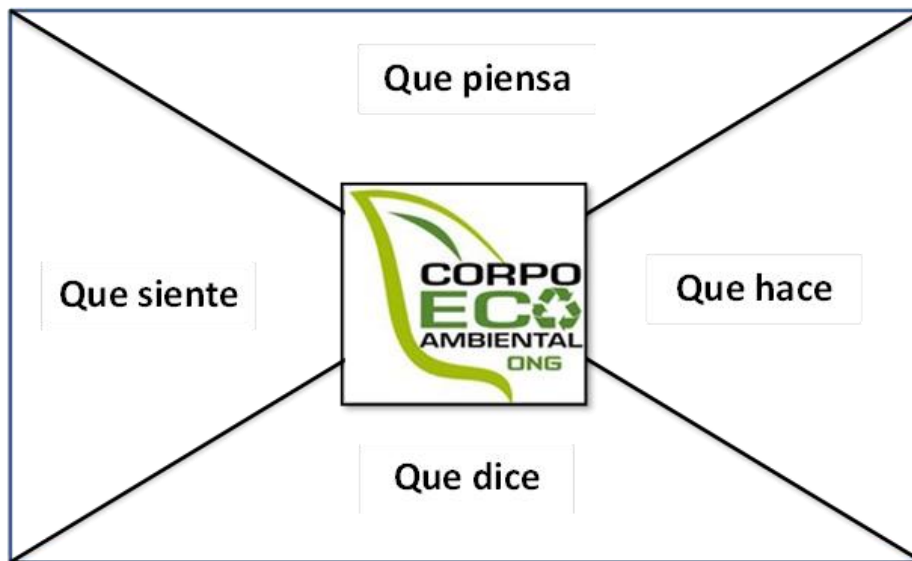 Que piensa
Que siente
CORPO
ECO
AMBIENTAL
ONG
Que hace
Que dice